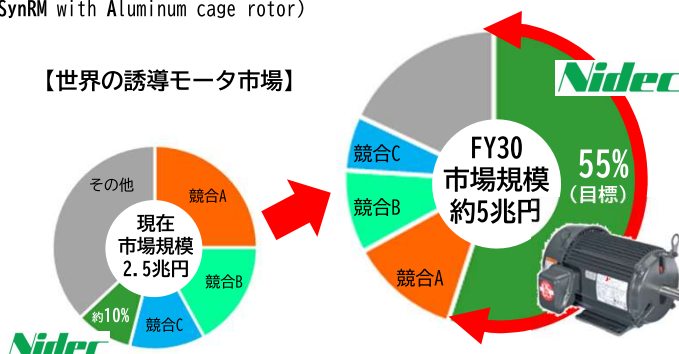 SynRM with Aluminum cage rotor)
【世界の誘導モータ市場】
Nidec
その他
競合A
現在
市場規模
2.5兆円
競合B
約10%
競合C
Nidec
競合C
FY30
市場規模
約5兆円
55%
(目標)
競合B
競合A